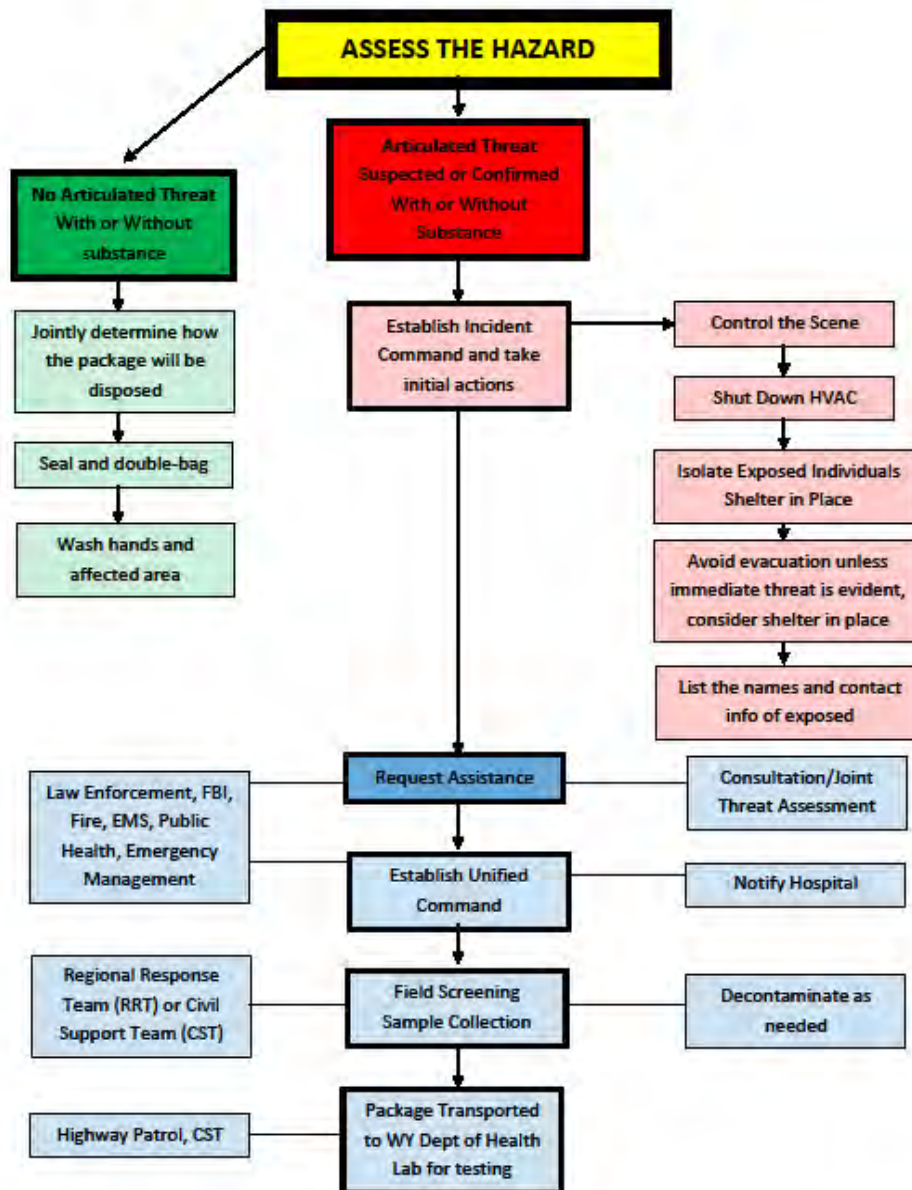 ASSESS THE HAZARD
No Articulated Threat
With or Without
substance
Articulated Threat
Suspected or Confirmed
With or Without
Substance
Jointly determine how
the package will be
disposed
Seal and double-bag
Wash hands and
affected area
Establish Incident
Command and take
initial actions
Control the Scene
Shut Down HVAC
Isolate Exposed Individuals
Shelter in Place
Avoid evacuation unless
immediate threat is evident,
consider shelter in place
List the names and contact
info of exposed
Request Assistance
Law Enforcement, FBI,
Fire, EMS, Public
Health, Emergency
Management
Consultation/Joint
Threat Assessment
Establish Unified
Command
Notify Hospital
Regional Response
Team (RRT) or Civil
Support Team (CST)
Field Screening
Sample Collection
Decontaminate as
needed
Highway Patrol, CST
Package Transported
to WY Dept of Health
Lab for testing